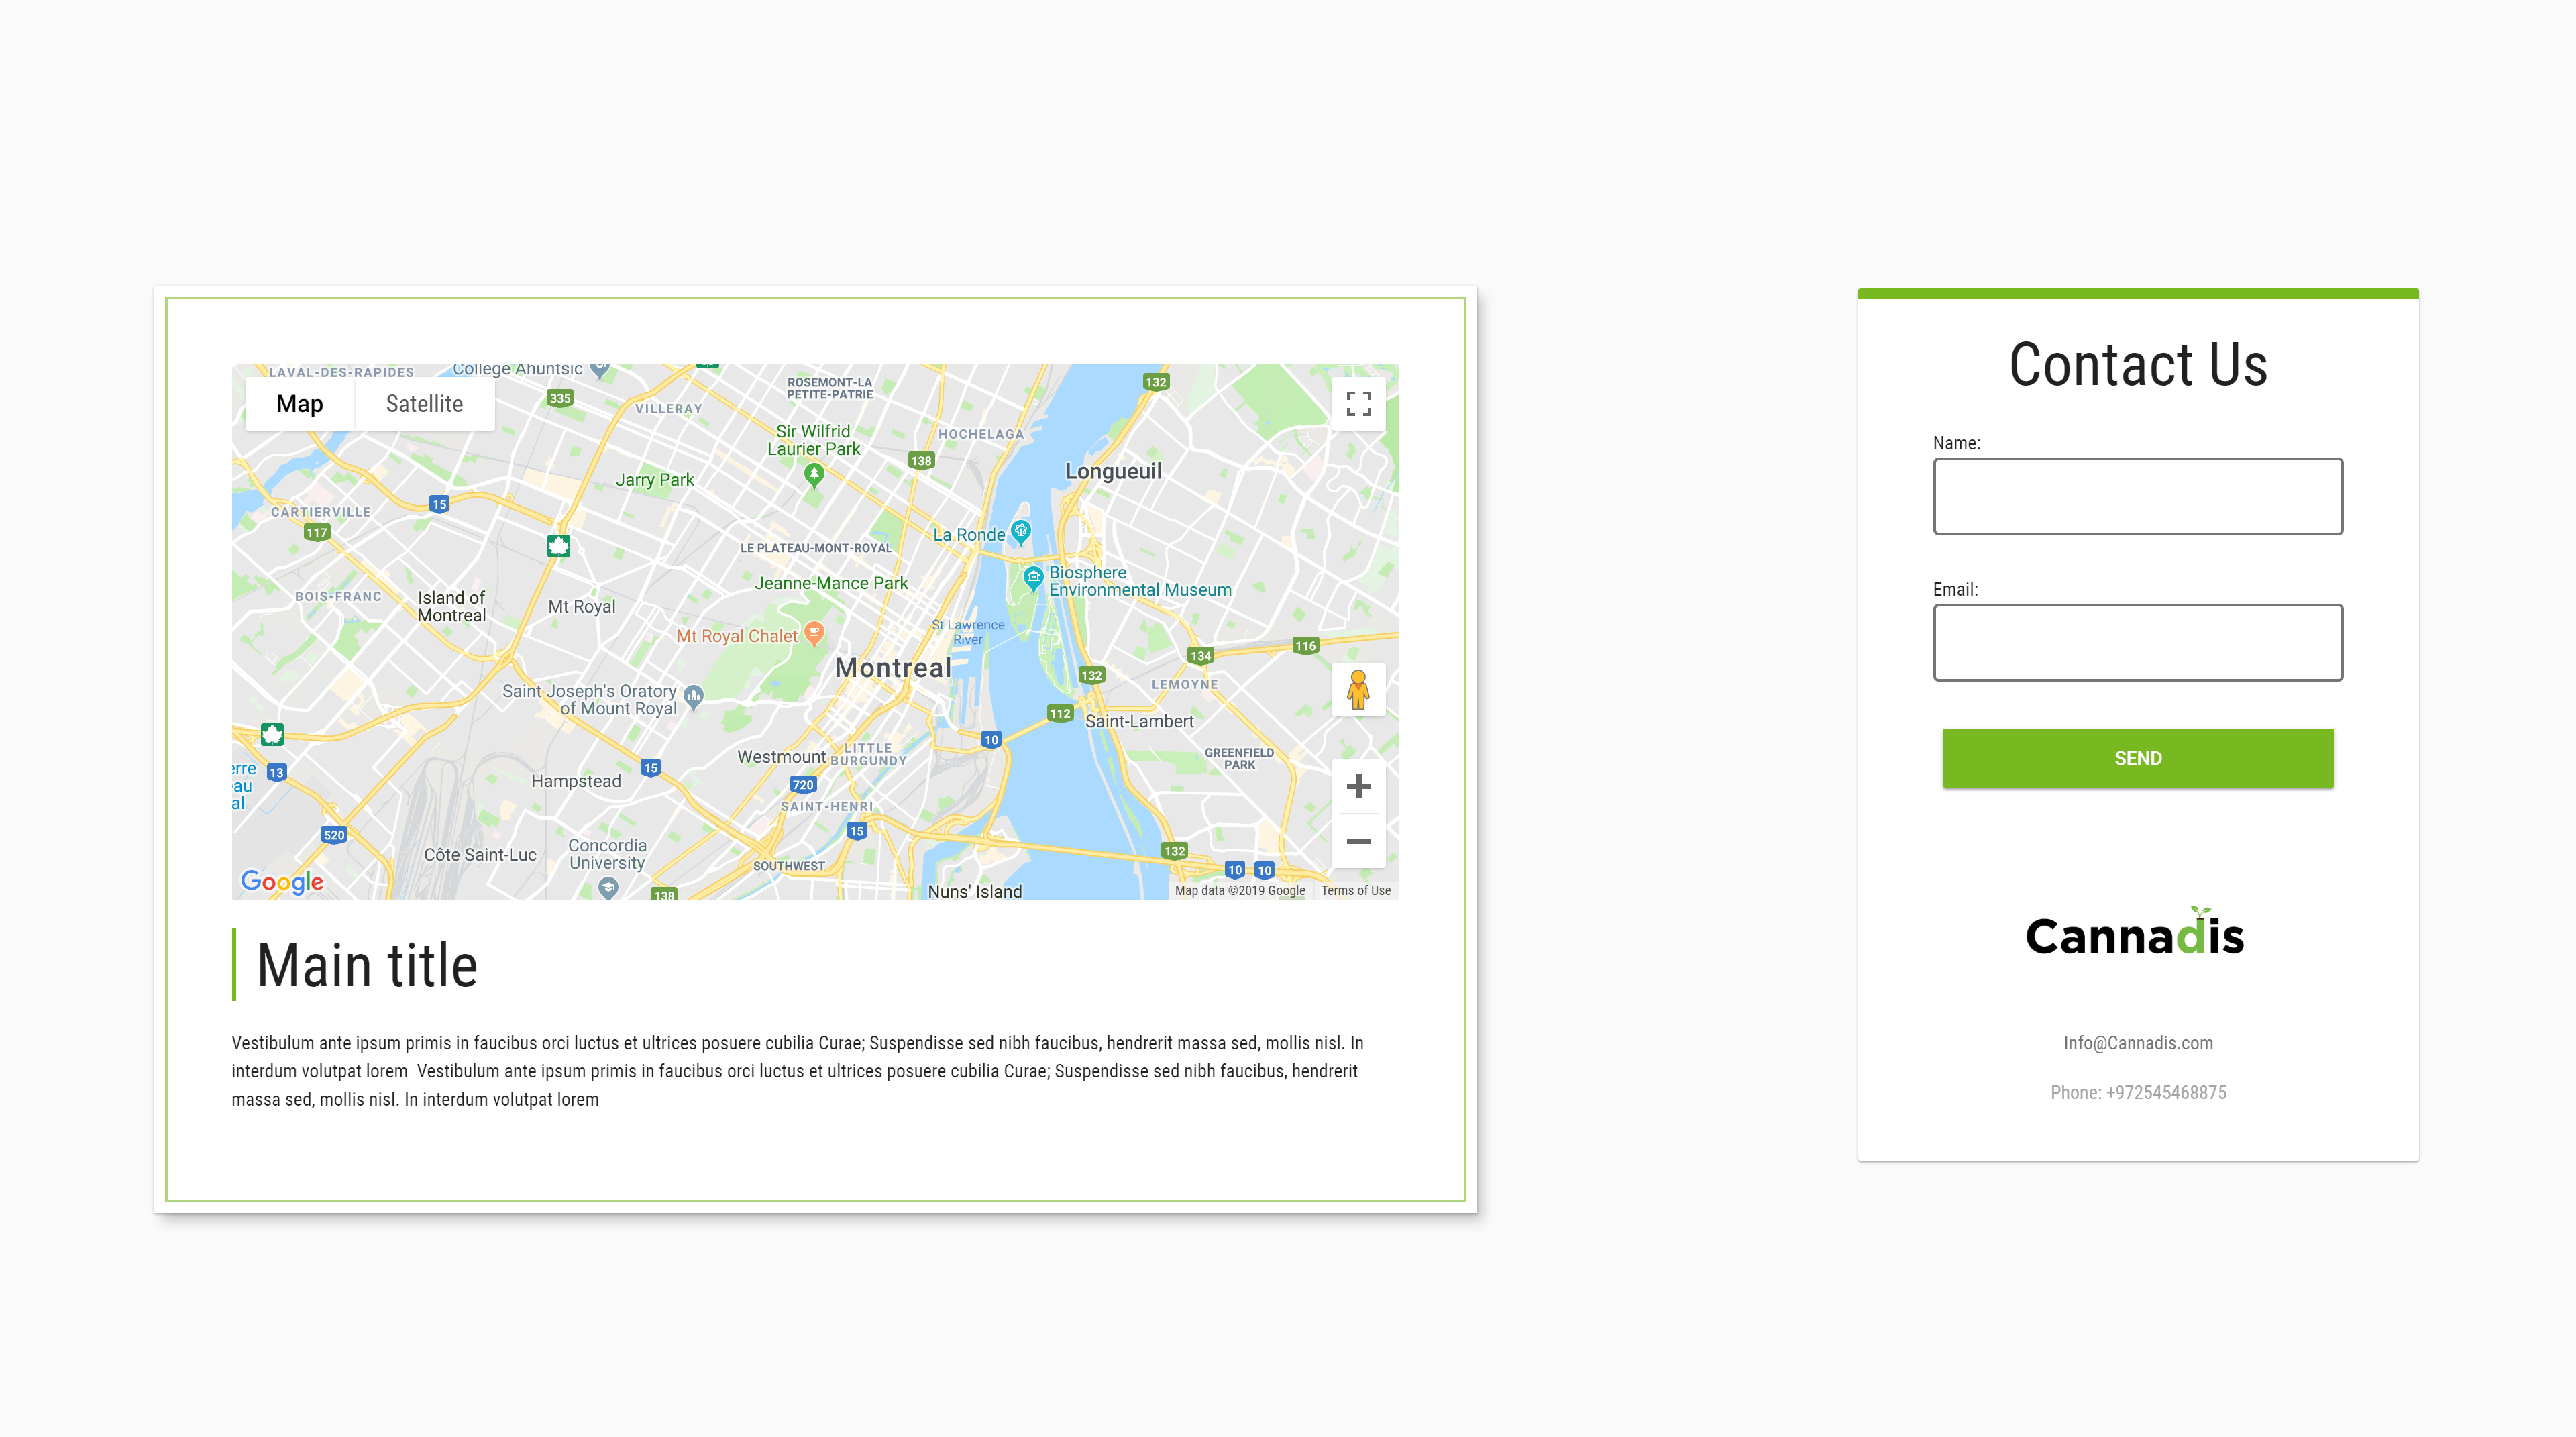 LAVAL-DES-RAPIDES
College Ahuntsic
Map
Satellite
335
VILLERAY
ROSEMONT-LA
PETITE-PATRIE
132
Sir Wilfrid
Laurier Park
HOCHELAGA
138
Longueuil
Jarry Park
15
CARTIERVILLE
117
La Ronde
LE PLATEAU-MONT-ROYAL
Biosphere
Environmental Museum
Jeanne-Mance Park
BOIS-FRANC
Island of
Montreal
Mt Royal
St Lawrence
River
Mt Royal Chalet
116
134
Montreal
132
LEMOYNE
Saint Joseph's Oratory
of Mount Royal
112
Saint-Lambert
10
Westmount
LITTLE
BURGUNDY
GREENFIELD
PARK
erre
au
al
13
15
Hampstead
720
SAINT-HENRI
15
520
Côte Saint-Luc
Concordia
University
SOUTHWEST
132
10
10
Google
138
Nuns' Island
Map data ©2019 Google
Terms of Use
Main title
Vestibulum ante ipsum primis in faucibus orci luctus et ultrices posuere cubilia Curae; Suspendisse sed nibh faucibus, hendrerit massa sed, mollis nisl. In
interdum volutpat lorem  Vestibulum ante ipsum primis in faucibus orci luctus et ultrices posuere cubilia Curae; Suspendisse sed nibh faucibus, hendrerit
massa sed, mollis nisl. In interdum volutpat lorem
Contact Us
Name:
Email:
SEND
Cannadis
Info@Cannadis.com
Phone: +972545468875